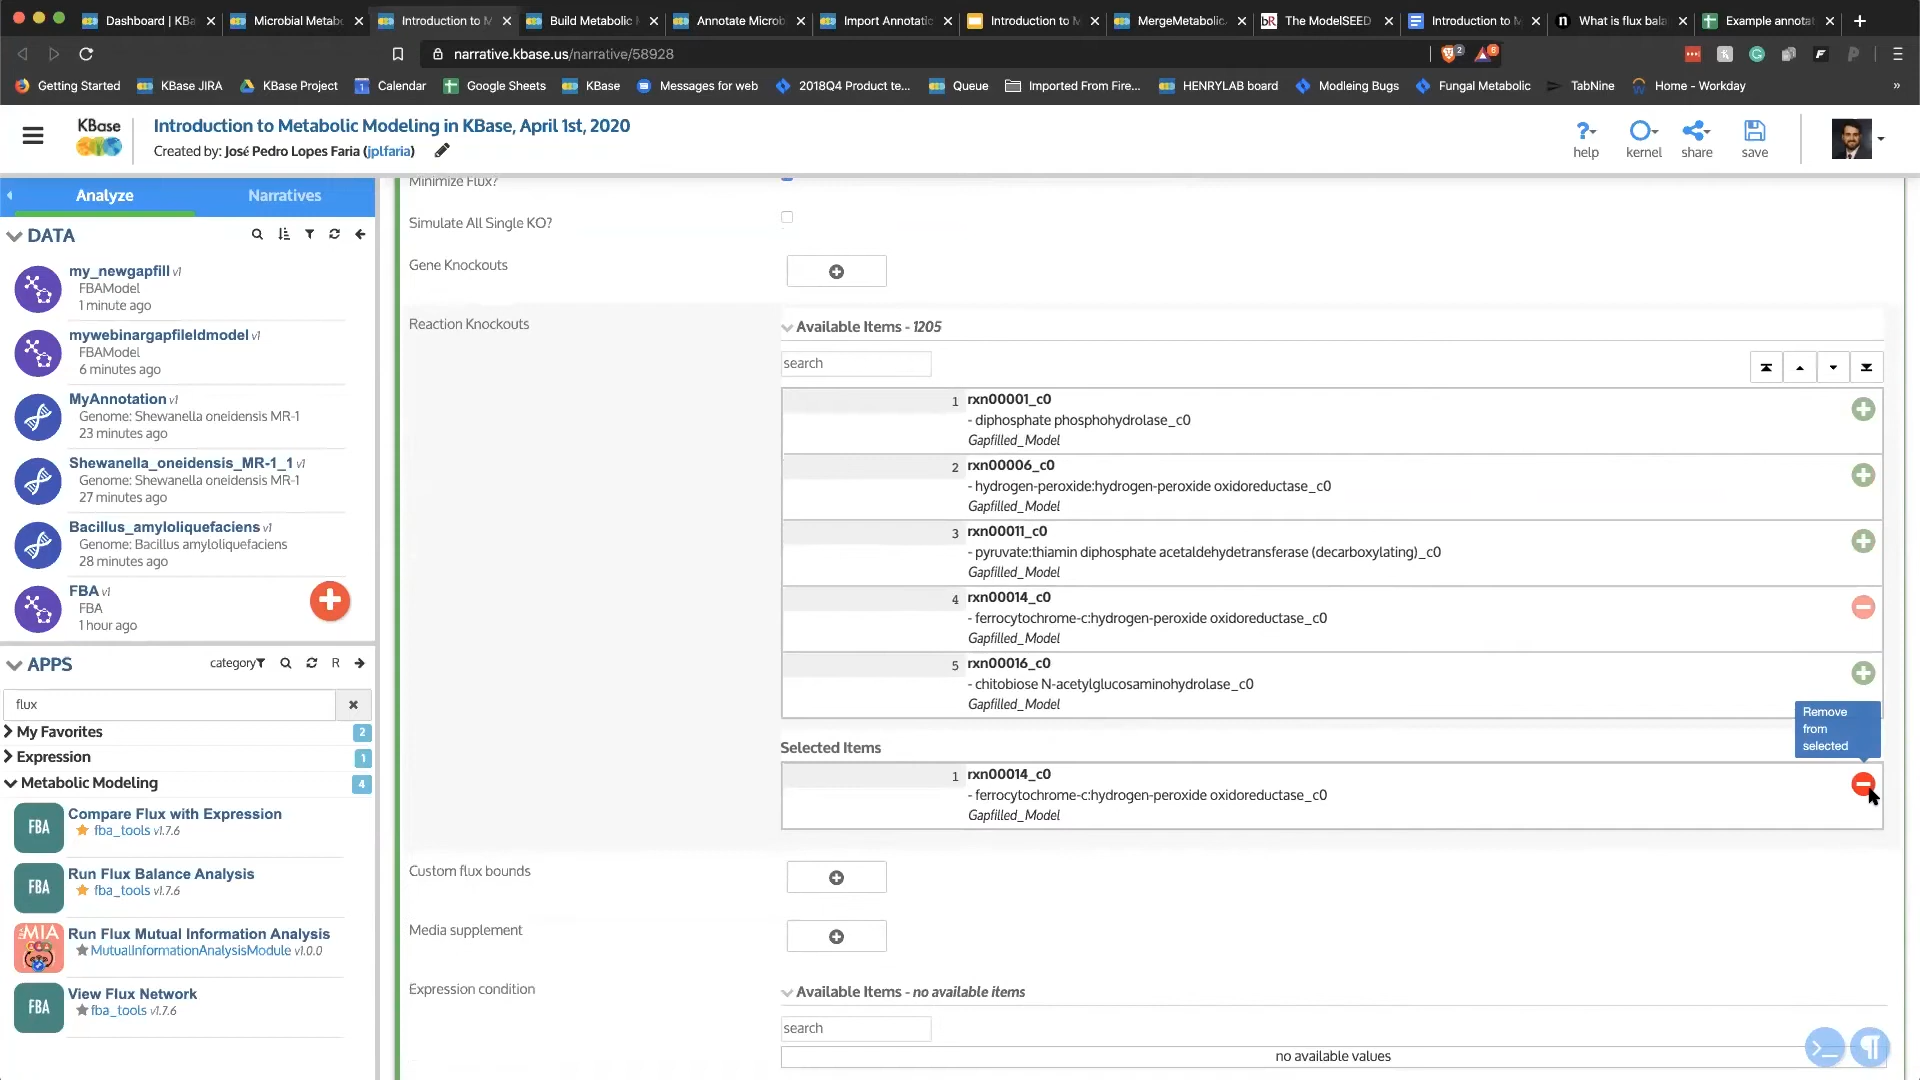 Dashboard | KBa
Microbial Metab
Introduction to M
Build Metabolic
Annotate Microb
Import Annotatic
Introduction to M
MergeMetabolic
The ModelSEED
Introduction to M
What is flux bala
Example annotat
narrative.kbase.us/narrative/58928
2
6
Getting Started
KBase JIRA
KBase Project
Calendar
Google Sheets
KBase
Messages for web
2018Q4 Product te...
Queue
Imported From Fire...
HENRYLAB board
Modleing Bugs
Fungal Metabolic
TabNine
Home - Workday
»
KBase
Introduction to Metabolic Modeling in KBase, April 1st, 2020
Created by: José Pedro Lopes Faria (jplfaria)
help
kernel
share
save
Analyze
Narratives
DATA
my_newgapfill v1
FBAModel
1 minute ago
mywebinargapfileldmodel v1
FBAModel
6 minutes ago
MyAnnotation v1
Genome: Shewanella oneidensis MR-1
23 minutes ago
Shewanella_oneidensis_MR-1_1 v1
Genome: Shewanella oneidensis MR-1
27 minutes ago
Bacillus_amyloliquefaciens v1
Genome: Bacillus amyloliquefaciens
28 minutes ago
FBA v1
FBA
1 hour ago
APPS
category
R
flux
My Favorites
2
Expression
1
Metabolic Modeling
4
FBA
Compare Flux with Expression
fba_tools v1.7.6
FBA
Run Flux Balance Analysis
fba_tools v1.7.6
MIA
Run Flux Mutual Information Analysis
MutualInformationAnalysisModule v1.0.0
FBA
View Flux Network
fba_tools v1.7.6
Minimize Flux?
Simulate All Single KO?
Gene Knockouts
Reaction Knockouts
Available Items - 1205
search
1 rxn00001_c0
- diphosphate phosphohydrolase_c0
Gapfilled_Model
2 rxn00006_c0
- hydrogen-peroxide:hydrogen-peroxide oxidoreductase_c0
Gapfilled_Model
3 rxn00011_c0
- pyruvate:thiamin diphosphate acetaldehydetransferase (decarboxylating)_c0
Gapfilled_Model
4 rxn00014_c0
- ferrocytochrome-c:hydrogen-peroxide oxidoreductase_c0
Gapfilled_Model
5 rxn00016_c0
- chitobiose N-acetylglucosaminohydrolase_c0
Gapfilled_Model
Remove
from
selected
Selected Items
1 rxn00014_c0
- ferrocytochrome-c:hydrogen-peroxide oxidoreductase_c0
Gapfilled_Model
Custom flux bounds
Media supplement
Expression condition
Available Items - no available items
search
no available values